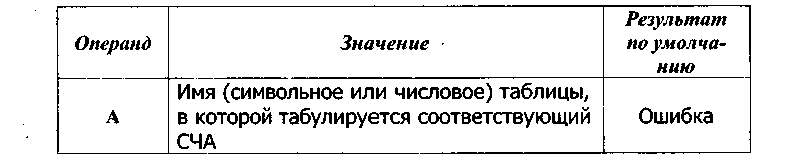 Операнд Значение Результат
по умолча-
нию
А Имя (символьное или числовое) таблицы, Ошибка
в которой табулируется соответствующий
СЧА